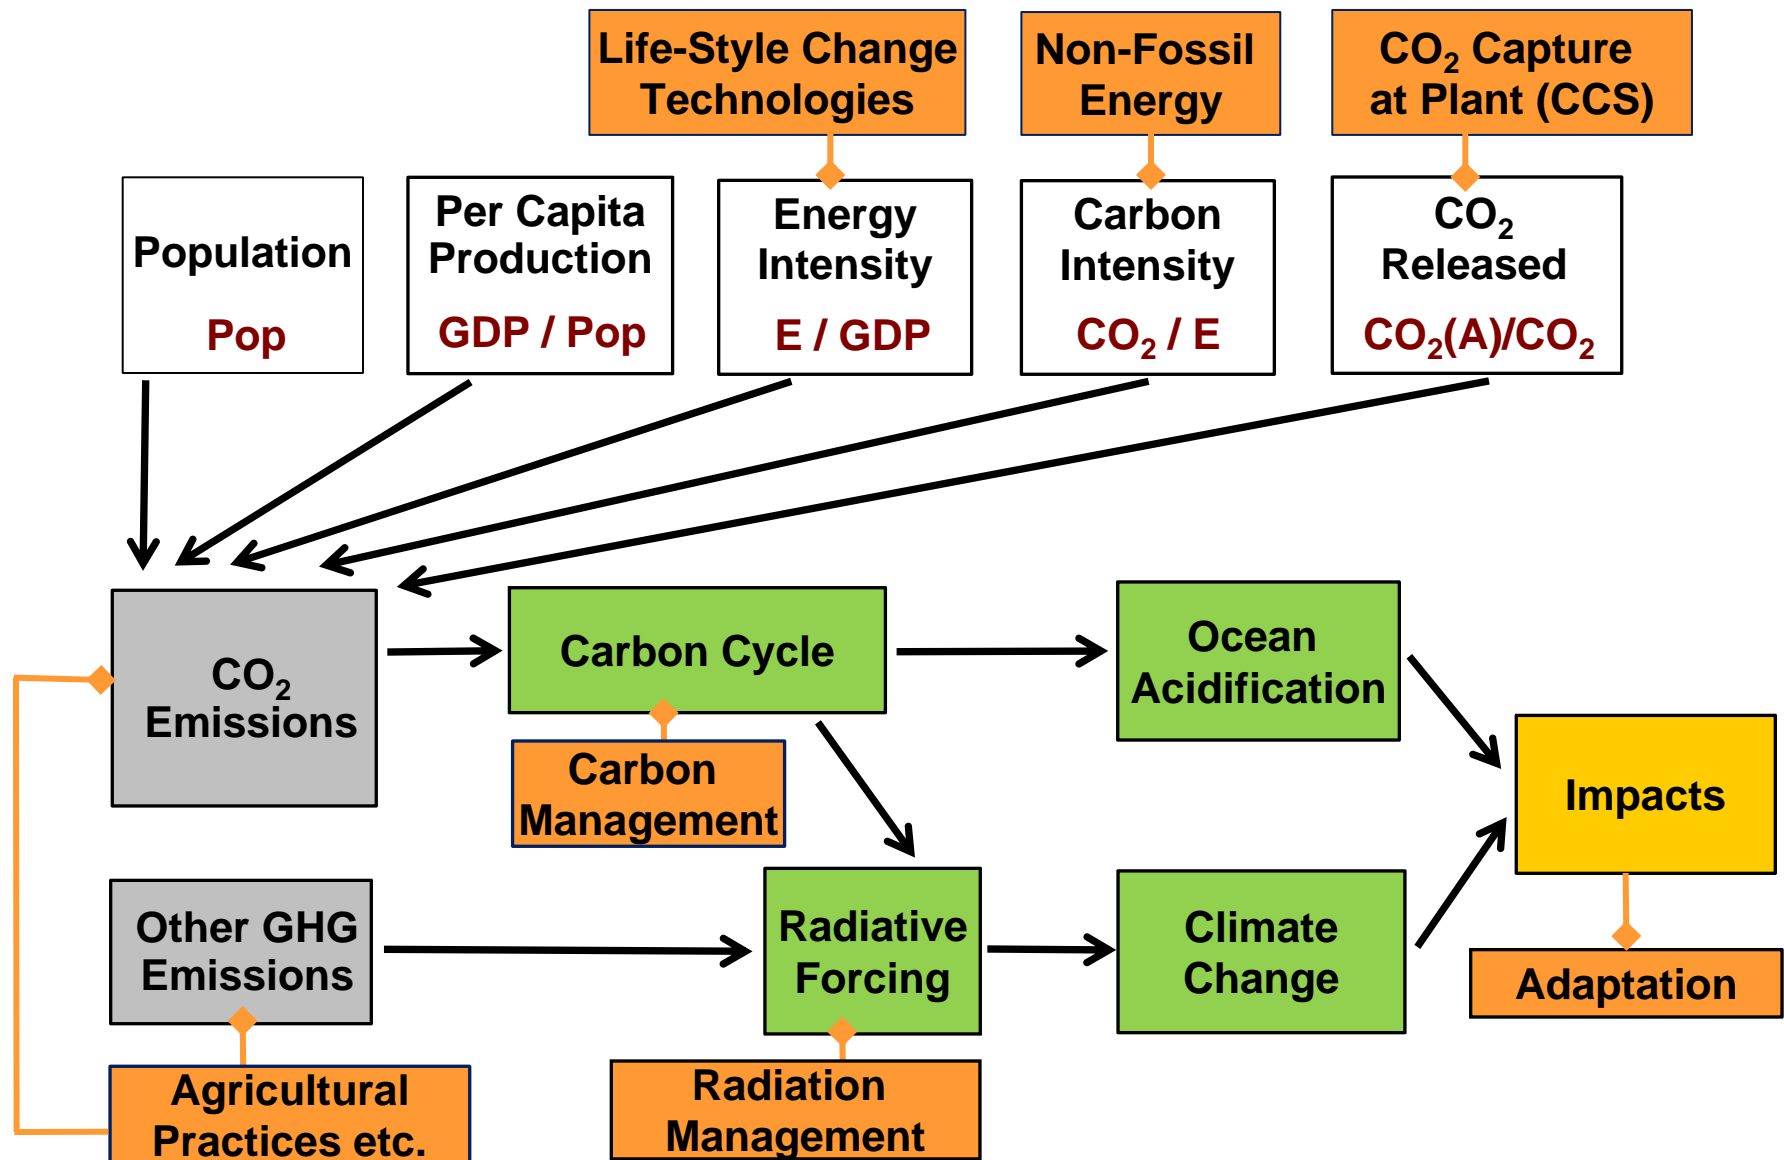 Life-Style Change
Technologies
Non-Fossil
Energy
CO₂ Capture
at Plant (CCS)
Population
Pop
Per Capita
Production
GDP / Pop
Energy
Intensity
E / GDP
Carbon
Intensity
CO₂ / E
CO₂
Released
CO₂(A)/CO₂
CO₂
Emissions
Carbon Cycle
Ocean
Acidification
Carbon
Management
Impacts
Other GHG
Emissions
Radiative
Forcing
Climate
Change
Adaptation
Agricultural
Practices etc.
Radiation
Management